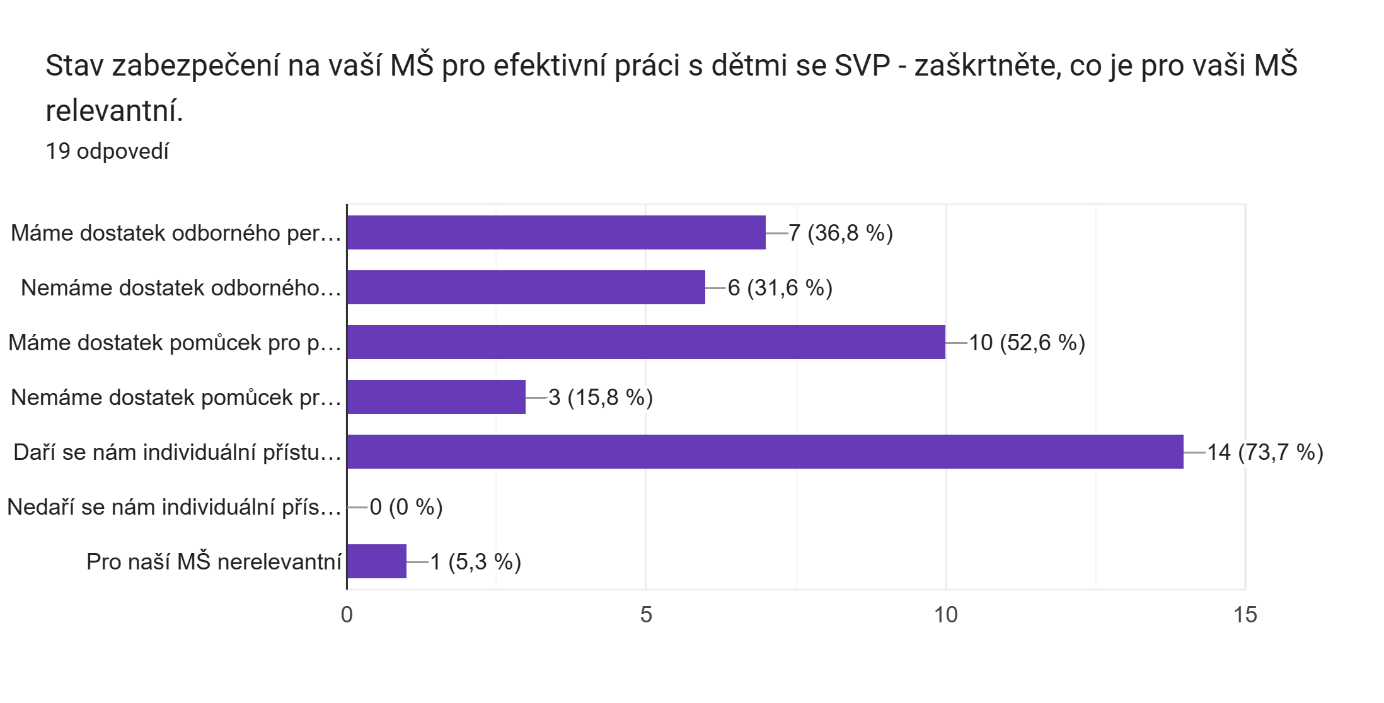 Stav zabezpečení na vaší MŠ pro efektivní práci s dětmi se SVP - zaškrtněte, co je pro vaši MŠ
relevantní.
19 odpovedí
Máme dostatek odborného per… 7 (36,8 %)
Nemáme dostatek odborného… 6 (31,6 %)
Máme dostatek pomůcek pro p… 10 (52,6 %)
Nemáme dostatek pomůcek pr… 3 (15,8 %)
Daří se nám individuální přístu… 14 (73,7 %)
Nedaří se nám individuální přís… 0 (0 %)
Pro naší MŠ nerelevantní 1 (5,3 %)
0 5 10 15